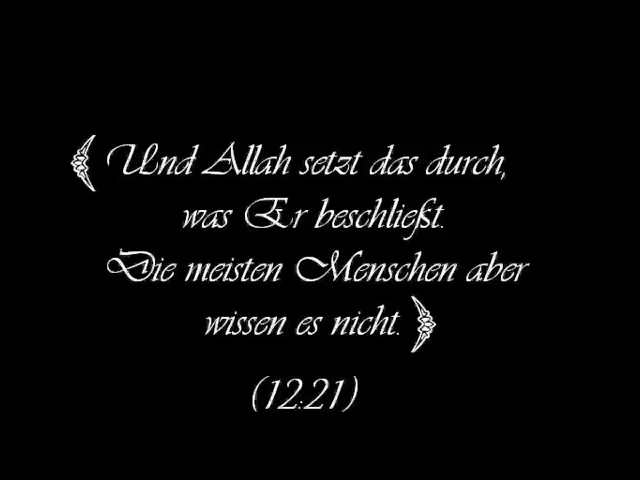 ﴾ Und Allah setzt das durch,
was Er beschließt.
Die meisten Menschen aber
wissen es nicht. ﴿
(12:21)